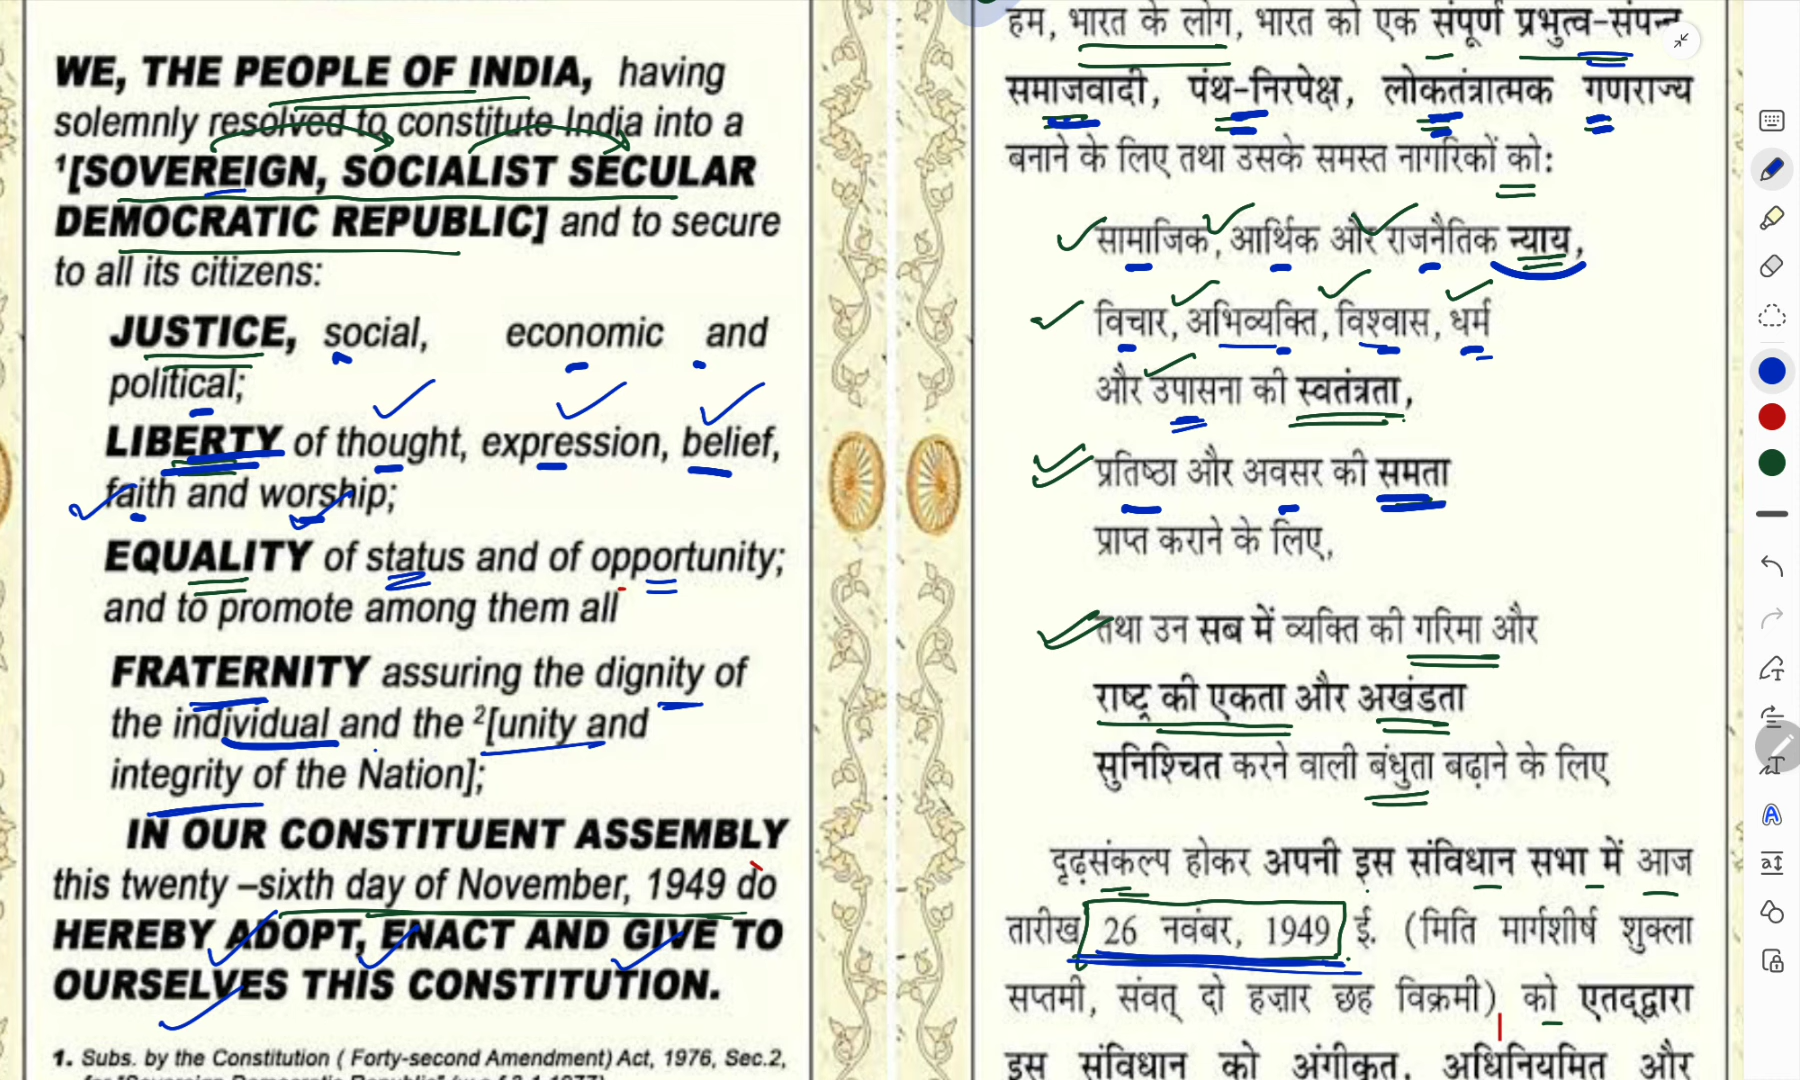 WE, THE PEOPLE OF INDIA, having
solemnly resolved to constitute India into a
¹[SOVEREIGN, SOCIALIST SECULAR
DEMOCRATIC REPUBLIC] and to secure
to all its citizens:
JUSTICE, social, economic and
political;
LIBERTY of thought, expression, belief,
faith and worship;
EQUALITY of status and of opportunity;
and to promote among them all
FRATERNITY assuring the dignity of
the individual and the ²[unity and
integrity of the Nation];
IN OUR CONSTITUENT ASSEMBLY
this twenty –sixth day of November, 1949 do
HEREBY ADOPT, ENACT AND GIVE TO
OURSELVES THIS CONSTITUTION.
1. Subs. by the Constitution ( Forty-second Amendment) Act, 1976, Sec.2,
हम, भारत के लोग, भारत को एक संपूर्ण प्रभुत्व-संपन्न
समाजवादी, पंथ-निरपेक्ष, लोकतंत्रात्मक गणराज्य
बनाने के लिए तथा उसके समस्त नागरिकों को:
सामाजिक, आर्थिक और राजनैतिक न्याय,
विचार, अभिव्यक्ति, विश्वास, धर्म
और उपासना की स्वतंत्रता,
प्रतिष्ठा और अवसर की समता
प्राप्त कराने के लिए,
तथा उन सब में व्यक्ति की गरिमा और
राष्ट्र की एकता और अखंडता
सुनिश्चित करने वाली बंधुता बढ़ाने के लिए
दृढ़संकल्प होकर अपनी इस संविधान सभा में आज
तारीख 26 नवंबर, 1949 ई. (मिति मार्गशीर्ष शुक्ला
सप्तमी, संवत् दो हज़ार छह विक्रमी) को एतद्द्वारा
इस संविधान को अंगीकृत, अधिनियमित और